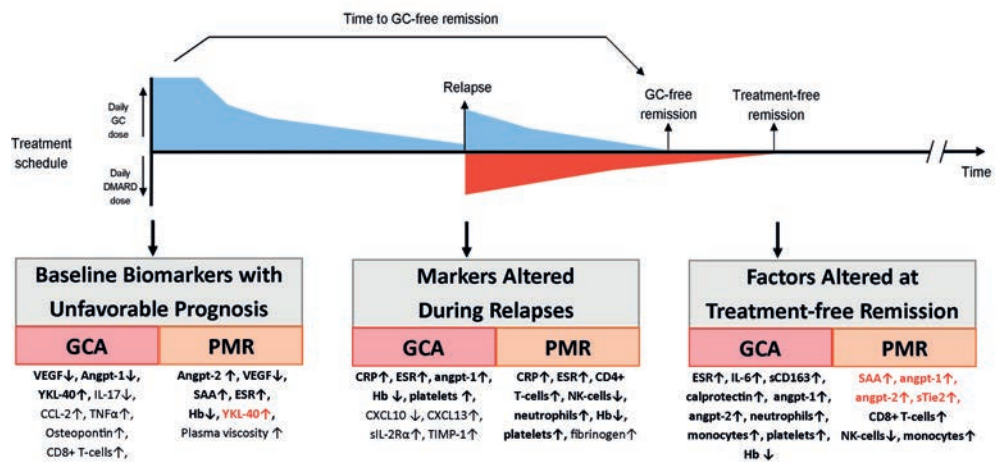 Time to GC-free remission
Relapse
GC-free
remission
Treatment-free
remission
Daily
GC
dose
Treatment
schedule
Daily
DMARD
dose
Time
Baseline Biomarkers with
Unfavorable Prognosis
GCA
PMR
VEGF↓, Angpt-1↓,
YKL-40↑, IL-17↓,
CCL-2↑, TNFα↑,
Osteopontin↑,
CD8+ T-cells↑,
Angpt-2 ↑, VEGF↓,
SAA↑, ESR↑,
Hb↓, YKL-40↑
Plasma viscosity ↑
Markers Altered
During Relapses
GCA
PMR
CRP↑, ESR↑, angpt-1↑,
Hb ↓, platelets ↑,
CXCL10 ↓, CXCL13↑,
sIL-2Rα↑, TIMP-1↑
CRP↑, ESR↑, CD4+
T-cells↑, NK-cells↓,
neutrophils↑, Hb↓,
platelets↑, fibrinogen↑
Factors Altered at
Treatment-free Remission
GCA
PMR
ESR↑, IL-6↑, sCD163↑,
calprotectin↑, angpt-1↑,
angpt-2↑, neutrophils↑,
monocytes↑, platelets↑,
Hb ↓
SAA↑, angpt-1↑,
angpt-2↑, sTie2↑,
CD8+ T-cells↑
NK-cells↓, monocytes↑